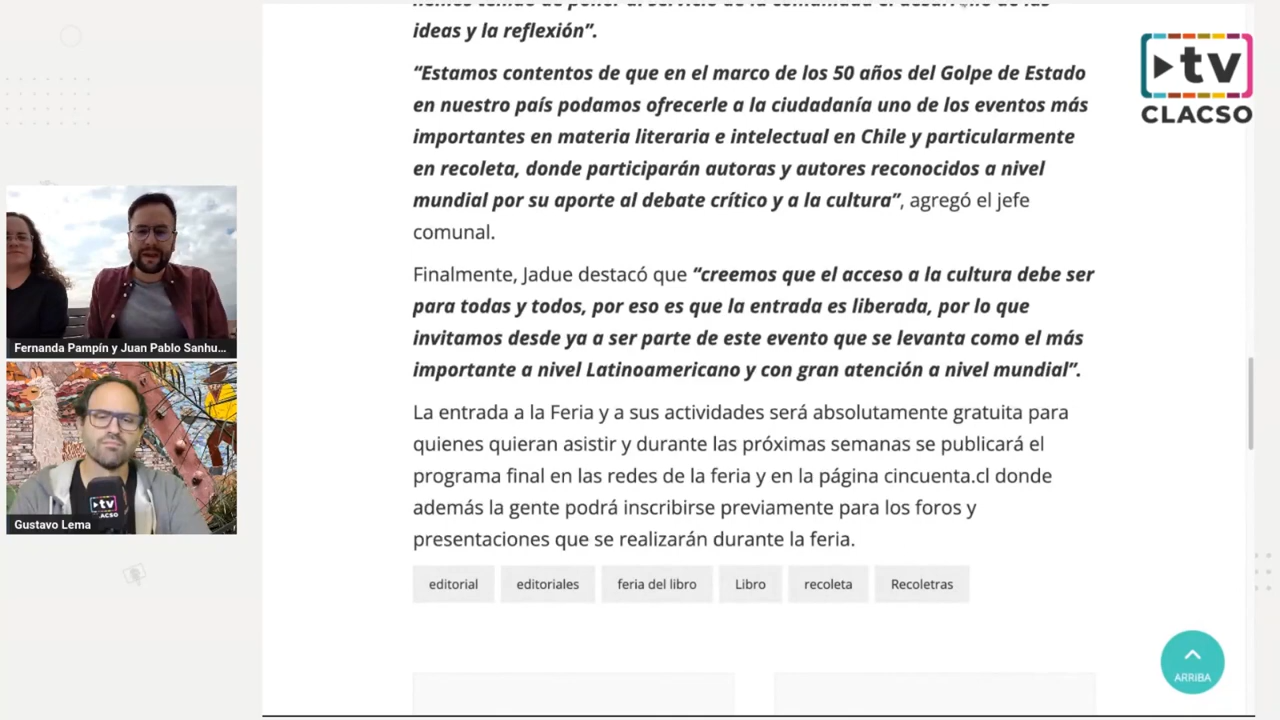 ideas y la reflexión”.
“Estamos contentos de que en el marco de los 50 años del Golpe de Estado
en nuestro país podamos ofrecerle a la ciudadanía uno de los eventos más
importantes en materia literaria e intelectual en Chile y particularmente
en recoleta, donde participarán autoras y autores reconocidos a nivel
mundial por su aporte al debate crítico y a la cultura”, agregó el jefe
comunal.
Finalmente, Jadue destacó que “creemos que el acceso a la cultura debe ser
para todas y todos, por eso es que la entrada es liberada, por lo que
invitamos desde ya a ser parte de este evento que se levanta como el más
importante a nivel Latinoamericano y con gran atención a nivel mundial”.
La entrada a la Feria y a sus actividades será absolutamente gratuita para
quienes quieran asistir y durante las próximas semanas se publicará el
programa final en las redes de la feria y en la página cincuenta.cl donde
además la gente podrá inscribirse previamente para los foros y
presentaciones que se realizarán durante la feria.
editorial editoriales feria del libro Libro recoleta Recoletras
ARRIBA
tv
CLACSO
Fernanda Pampín y Juan Pablo Sanhu...
tv
Gustavo Lema